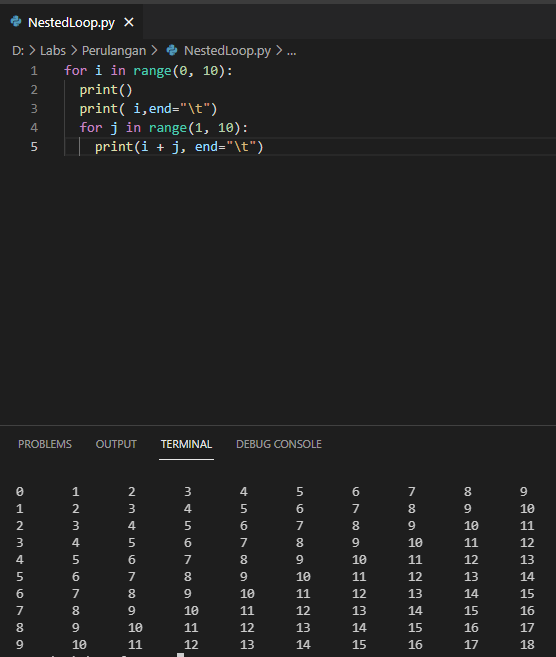 NestedLoop.py
D: > Labs > Perulangan > NestedLoop.py > ...
1 for i in range(0, 10):
2   print()
3   print( i,end="\t")
4   for j in range(1, 10):
5     print(i + j, end="\t")
PROBLEMS OUTPUT TERMINAL DEBUG CONSOLE
0 1 2 3 4 5 6 7 8 9
1 2 3 4 5 6 7 8 9 10
2 3 4 5 6 7 8 9 10 11
3 4 5 6 7 8 9 10 11 12
4 5 6 7 8 9 10 11 12 13
5 6 7 8 9 10 11 12 13 14
6 7 8 9 10 11 12 13 14 15
7 8 9 10 11 12 13 14 15 16
8 9 10 11 12 13 14 15 16 17
9 10 11 12 13 14 15 16 17 18